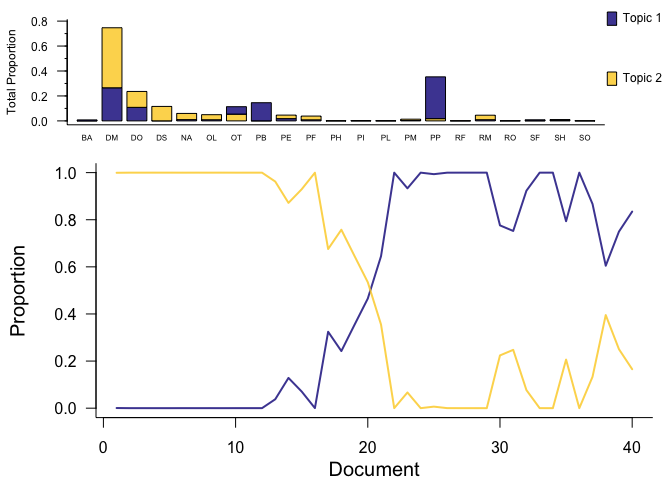 Total Proportion
0.8
0.6
0.4
0.2
0.0
BA DM DO DS NA OL OT PB PE PF PH PI PL PM PP RF RM RO SF SH SO
Topic 1
Topic 2
Proportion
1.0
0.8
0.6
0.4
0.2
0.0
0 10 20 30 40
Document